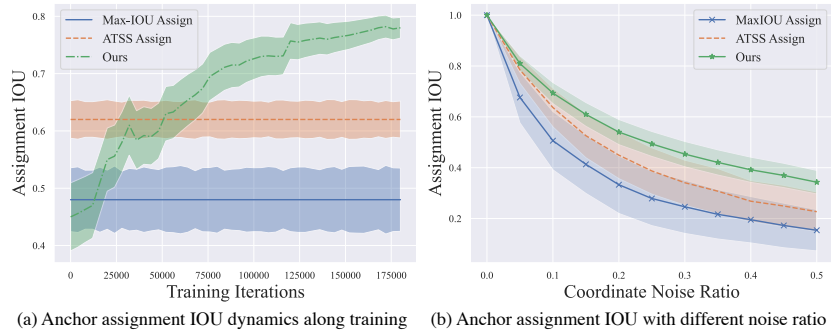 0.8
0.7
0.6
0.5
0.4
Assignment IOU
Max-IOU Assign
ATSS Assign
Ours
0 25000 50000 75000 100000 125000 150000 175000
Training Iterations
(a) Anchor assignment IOU dynamics along training
1.0
0.8
0.6
0.4
0.2
Assignment IOU
MaxIOU Assign
ATSS Assign
Ours
0.0 0.1 0.2 0.3 0.4 0.5
Coordinate Noise Ratio
(b) Anchor assignment IOU with different noise ratio